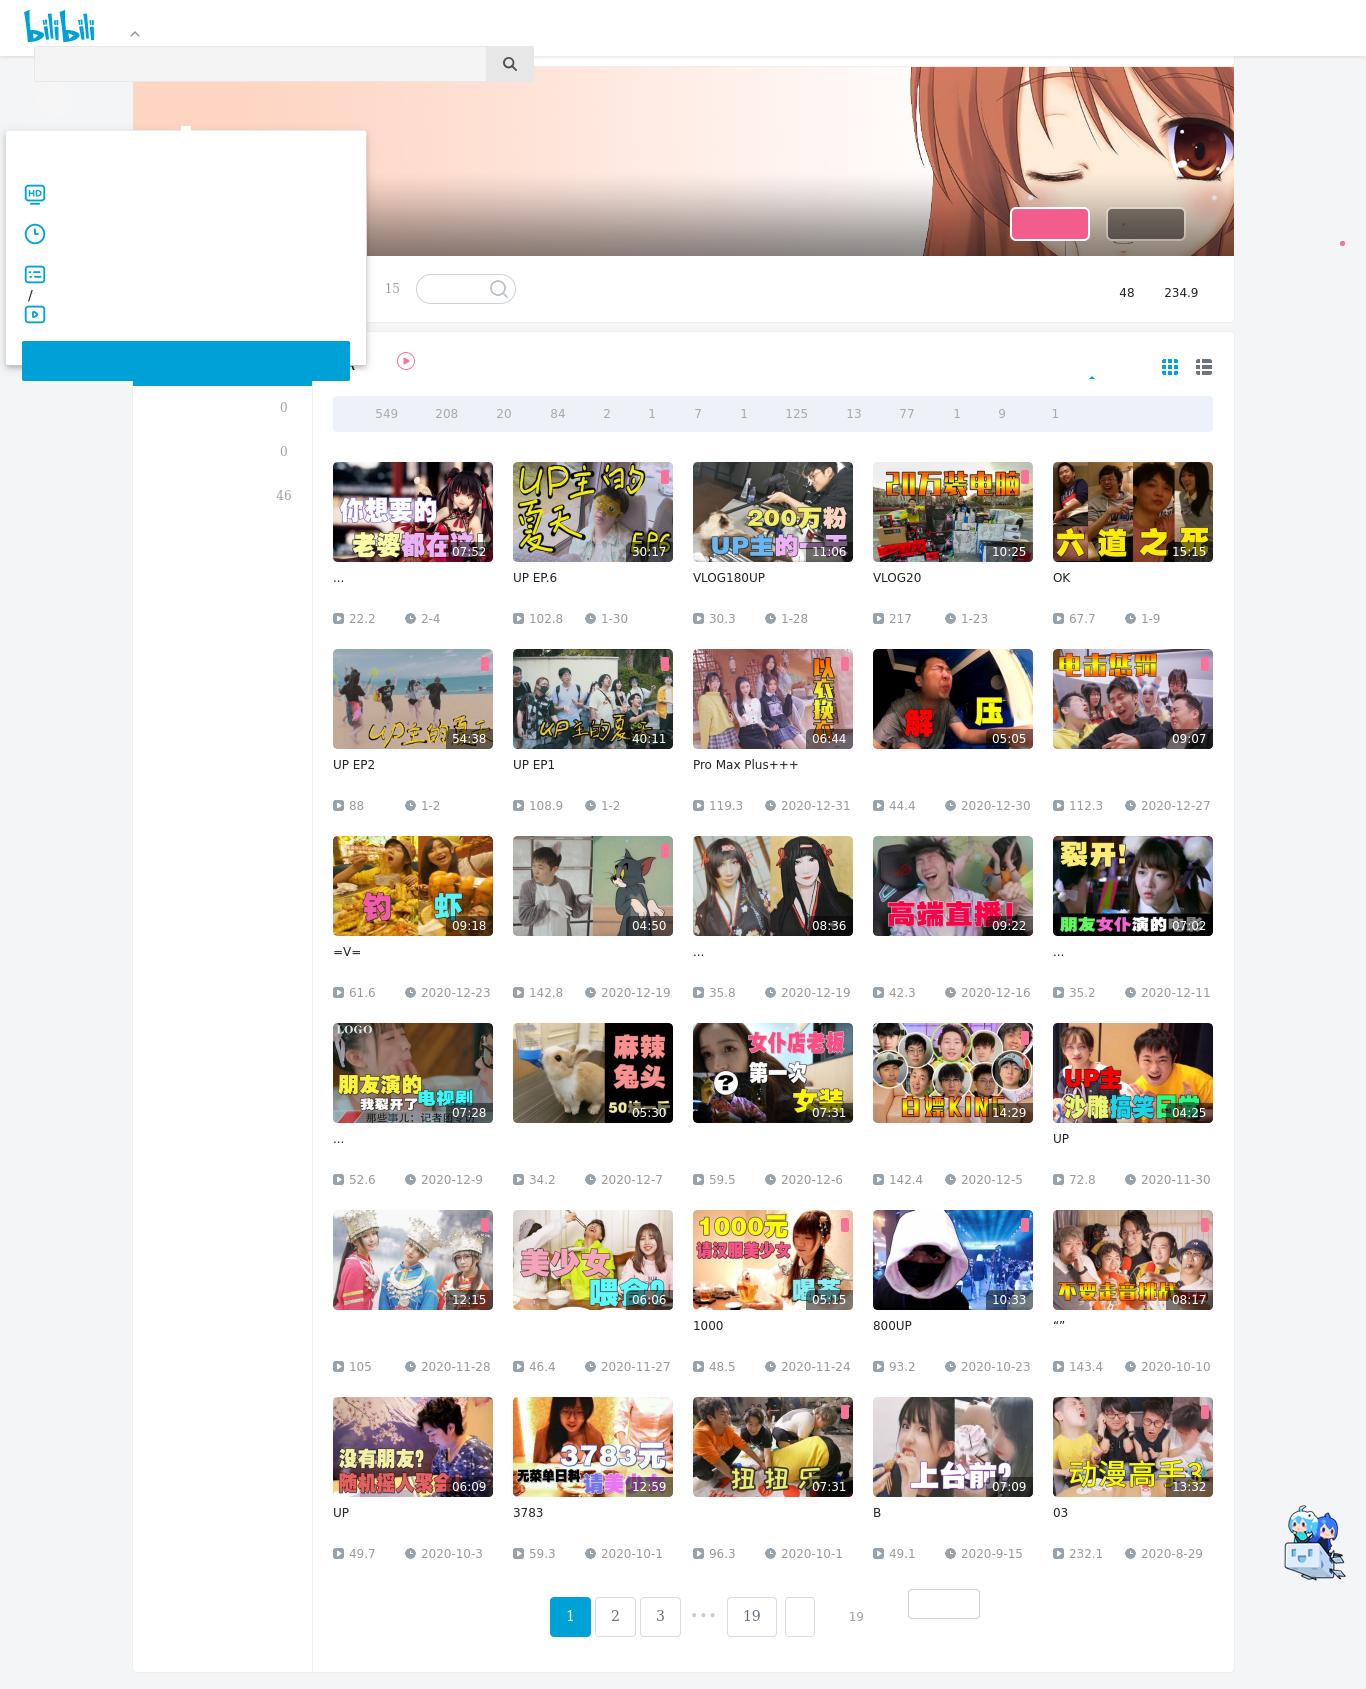 bilibili
/
15
48 234.9
0
0
46
549 208 20 84 2 1 7 1 125 13 77 1 9 1
你想要的
老婆都在这!
07:52
UP主的
夏天
EP6
30:17
200万粉
UP主的一天
11:06
20万装电脑
10:25
六道之死
15:15
... UP EP.6 VLOG180UP VLOG20 OK
22.2 2-4 102.8 1-30 30.3 1-28 217 1-23 67.7 1-9
UP主的夏天
54:38
UP主的夏天
40:11
以衣换衣
06:44
解压
05:05
电击惩罚
09:07
UP EP2 UP EP1 Pro Max Plus+++
88 1-2 108.9 1-2 119.3 2020-12-31 44.4 2020-12-30 112.3 2020-12-27
钓虾
09:18
04:50
08:36
高端直播!
09:22
裂开!
朋友女仆演的
07:02
=V= ... ...
61.6 2020-12-23 142.8 2020-12-19 35.8 2020-12-19 42.3 2020-12-16 35.2 2020-12-11
LOGO
朋友演的
我裂开了电视剧
那些事儿: 记者
07:28
麻辣
兔头
05:30
女仆店老板
第一次
女装
07:31
白嫖KING
14:29
UP主
沙雕搞笑日常
04:25
... UP
52.6 2020-12-9 34.2 2020-12-7 59.5 2020-12-6 142.4 2020-12-5 72.8 2020-11-30
12:15
美少女
喂食?
06:06
1000元
请汉服美少女
喝茶
05:15
10:33
不要走音挑战
08:17
1000 800UP “”
105 2020-11-28 46.4 2020-11-27 48.5 2020-11-24 93.2 2020-10-23 143.4 2020-10-10
没有朋友?
随机摇人聚会!
06:09
3783元
无菜单日料请美
12:59
扭扭乐
07:31
上台前?
07:09
动漫高手3
13:32
UP 3783 B 03
49.7 2020-10-3 59.3 2020-10-1 96.3 2020-10-1 49.1 2020-9-15 232.1 2020-8-29
1 2 3 ••• 19 19